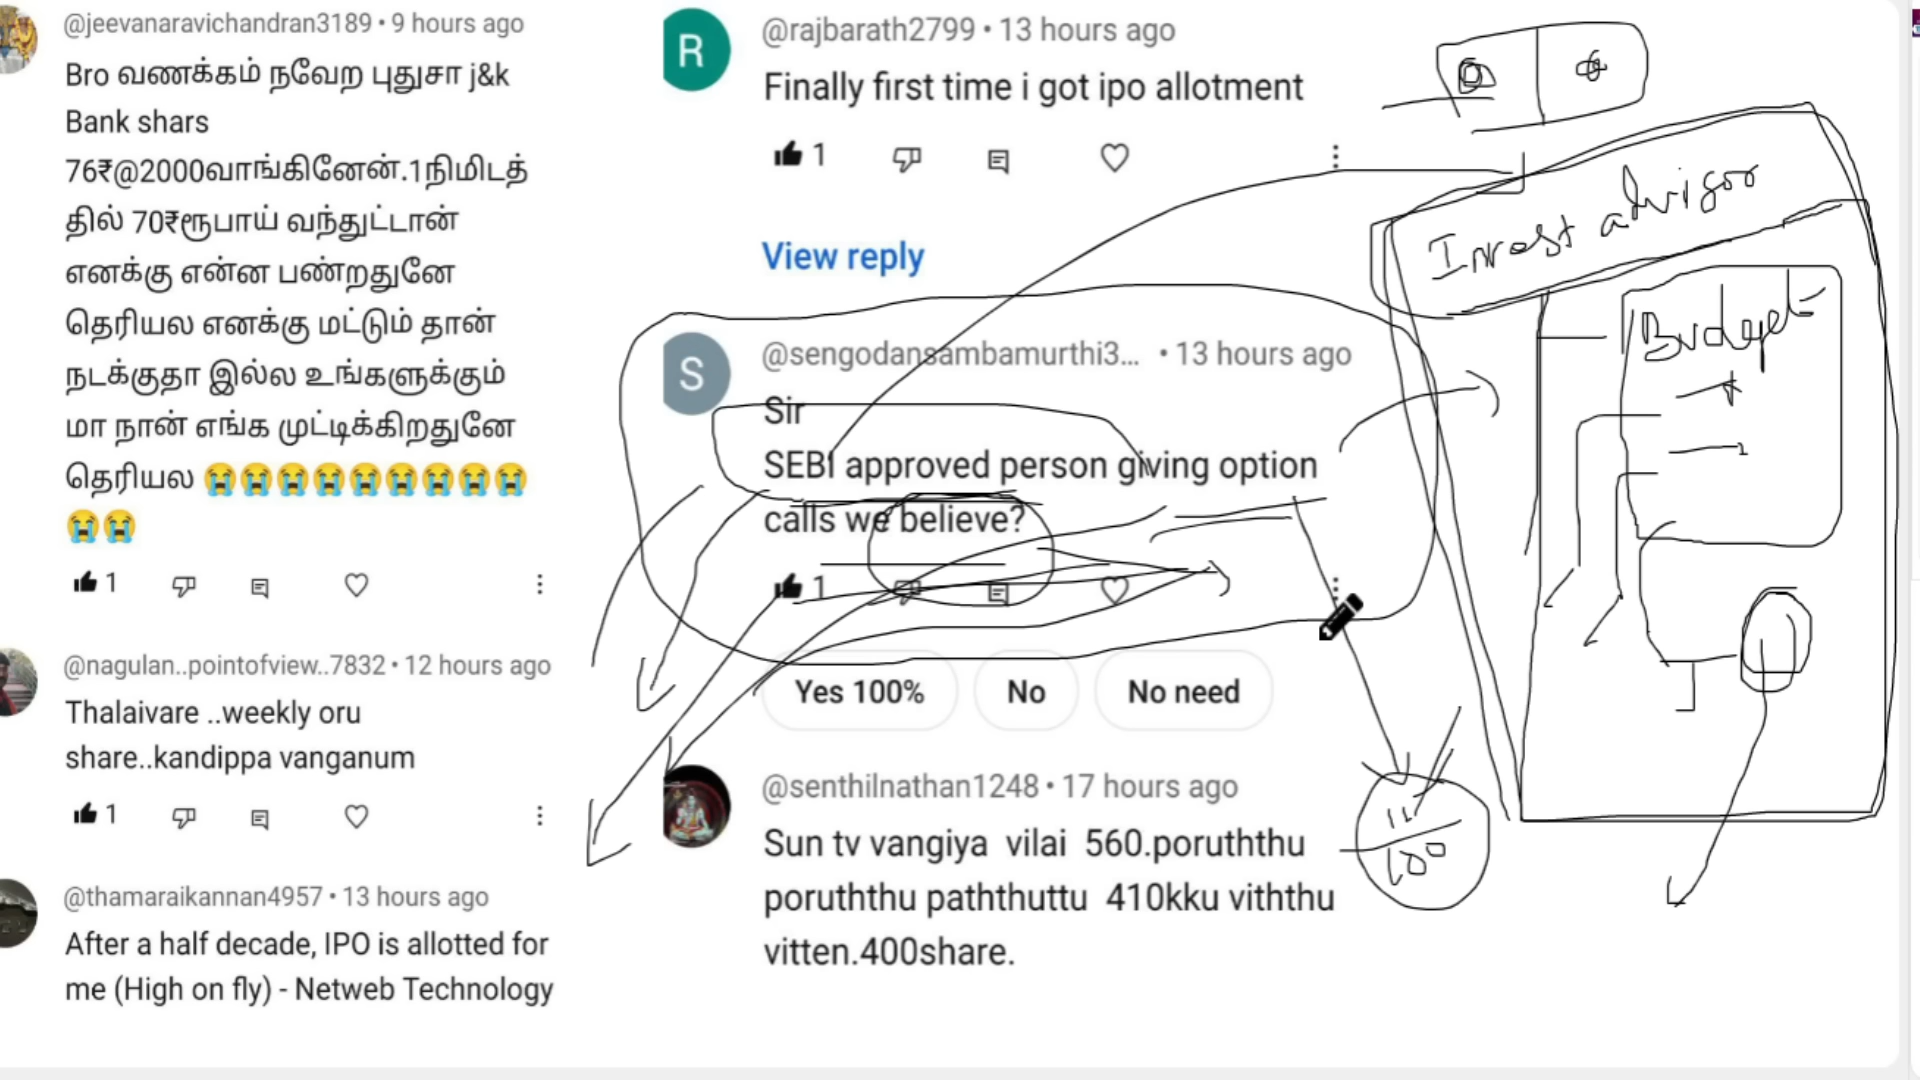 @jeevanaravichandran3189 • 9 hours ago
Bro வணக்கம் நவேற புதுசா j&k
Bank shars
76₹@2000வாங்கினேன்.1நிமிடத்
தில் 70₹ரூபாய் வந்துட்டான்
எனக்கு என்ன பண்றதுனே
தெரியல எனக்கு மட்டும் தான்
நடக்குதா இல்ல உங்களுக்கும்
மா நான் எங்க முட்டிக்கிறதுனே
தெரியல 😭😭😭😭😭😭😭😭😭
😭😭
1
@nagulan..pointofview..7832 • 12 hours ago
Thalaivare ..weekly oru
share..kandippa vanganum
1
@thamaraikannan4957 • 13 hours ago
After a half decade, IPO is allotted for
me (High on fly) - Netweb Technology
R
@rajbarath2799 • 13 hours ago
Finally first time i got ipo allotment
1
View reply
S
@sengodansambamurthi3... • 13 hours ago
Sir
SEBI approved person giving option
calls we believe?
1
Yes 100% No No need
@senthilnathan1248 • 17 hours ago
Sun tv vangiya vilai 560.poruththu
poruththu paththuttu 410kku viththu
vitten.400share.
Invest advisor
Budget
100